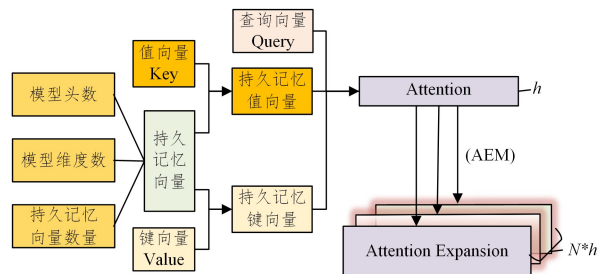 查询向量
Query
值向量
Key
持久记忆
值向量
模型头数
模型维度数
持久记忆
向量数量
持久
记忆
向量
键向量
Value
持久记忆
键向量
Attention
h
(AEM)
Attention Expansion
N*h